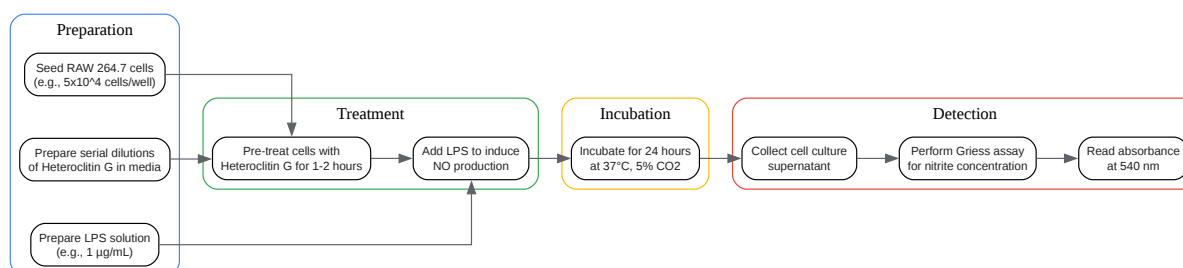 Preparation
Seed RAW 264.7 cells
(e.g., 5x10^4 cells/well)
Prepare serial dilutions
of Heteroclitin G in media
Prepare LPS solution
(e.g., 1 µg/mL)
Treatment
Pre-treat cells with
Heteroclitin G for 1-2 hours
Add LPS to induce
NO production
Incubation
Incubate for 24 hours
at 37°C, 5% CO2
Detection
Collect cell culture
supernatant
Perform Griess assay
for nitrite concentration
Read absorbance
at 540 nm